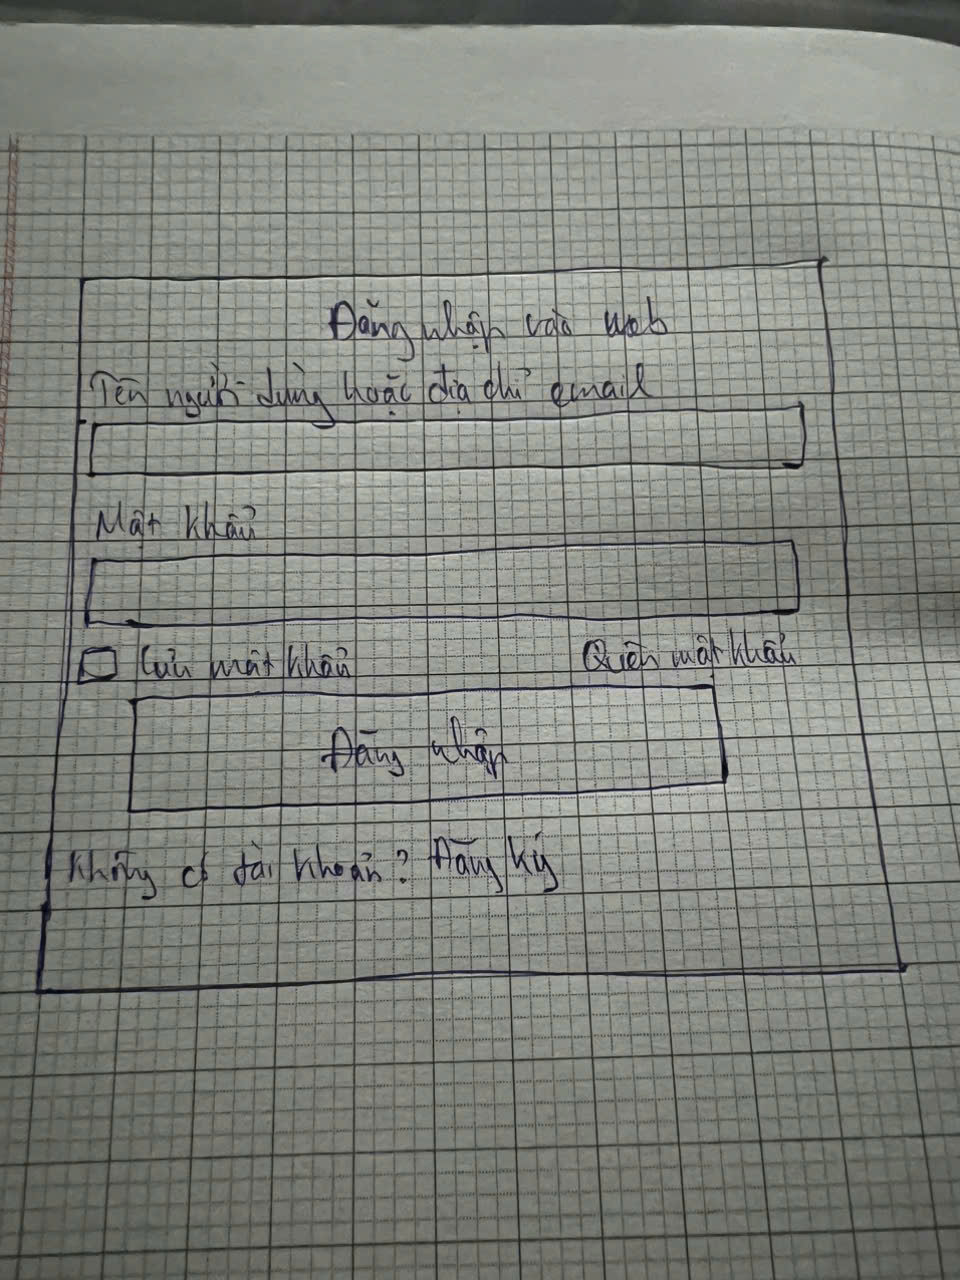 Đăng nhập vào web
Tên người dùng hoặc địa chỉ email
Mật khẩu
Lưu mật khẩu
Quên mật khẩu
Đăng nhập
Không có tài khoản? Đăng ký